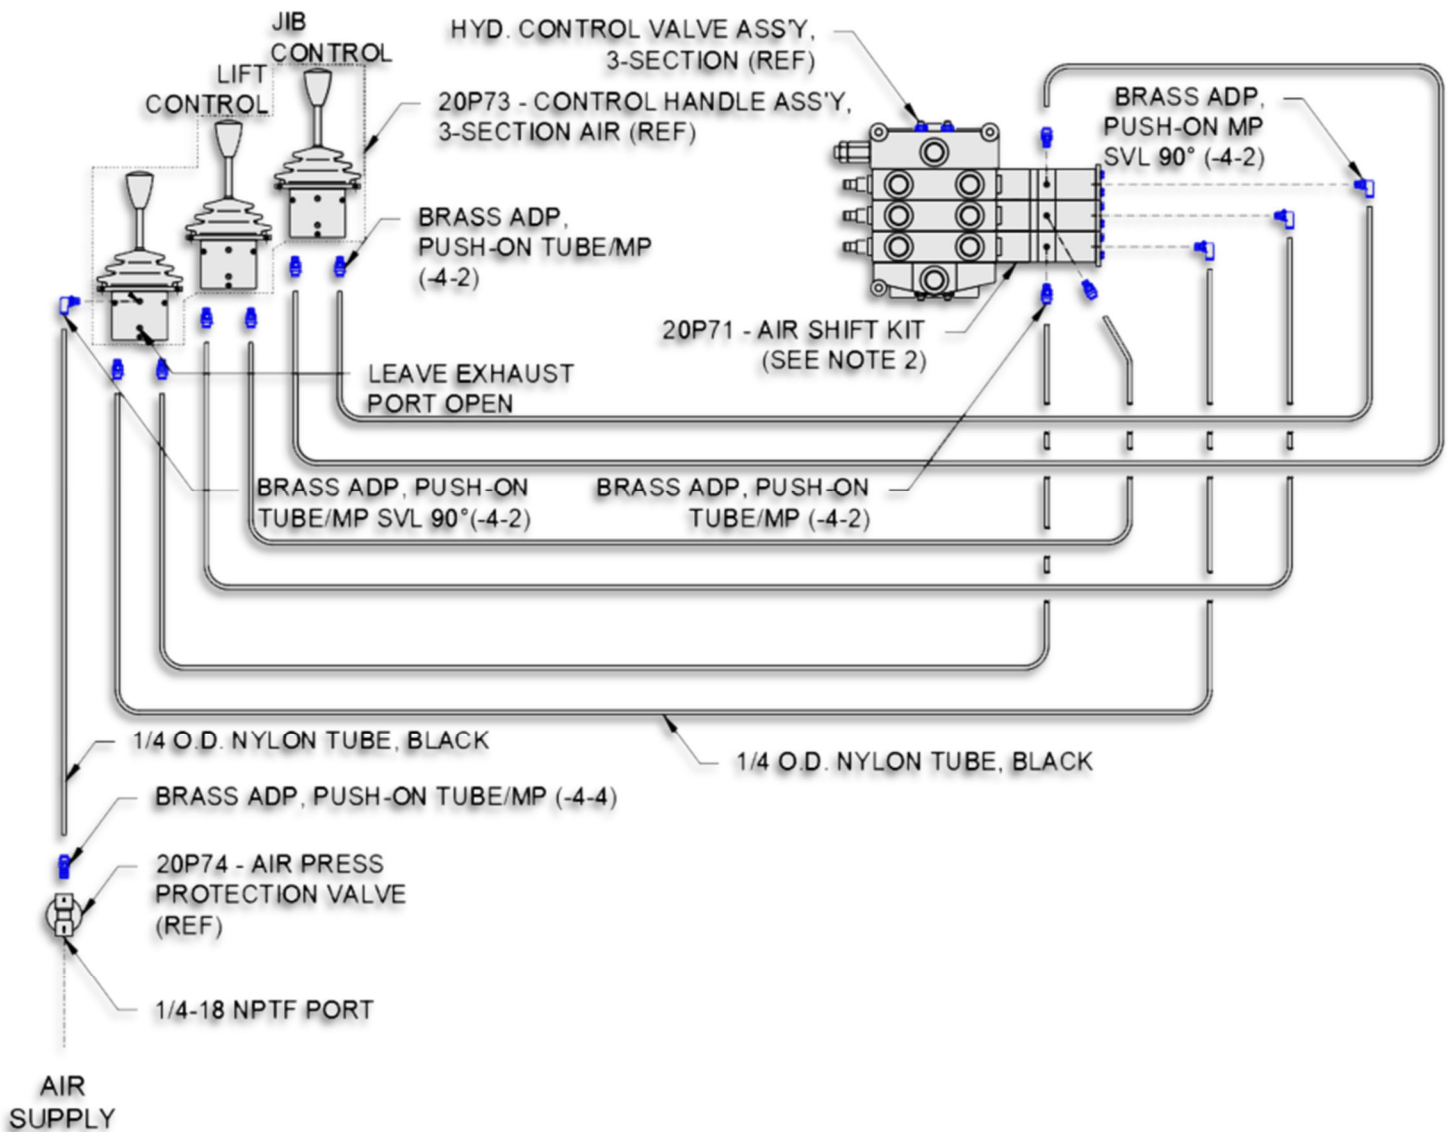 JIB
CONTROL
LIFT
CONTROL
HYD. CONTROL VALVE ASS'Y,
3-SECTION (REF)
20P73 - CONTROL HANDLE ASS'Y,
3-SECTION AIR (REF)
BRASS ADP,
PUSH-ON MP
SVL 90° (-4-2)
BRASS ADP,
PUSH-ON TUBE/MP
(-4-2)
20P71 - AIR SHIFT KIT
(SEE NOTE 2)
LEAVE EXHAUST
PORT OPEN
BRASS ADP, PUSH-ON
TUBE/MP SVL 90°(-4-2)
BRASS ADP, PUSH-ON
TUBE/MP (-4-2)
1/4 O.D. NYLON TUBE, BLACK
1/4 O.D. NYLON TUBE, BLACK
BRASS ADP, PUSH-ON TUBE/MP (-4-4)
20P74 - AIR PRESS
PROTECTION VALVE
(REF)
1/4-18 NPTF PORT
AIR
SUPPLY